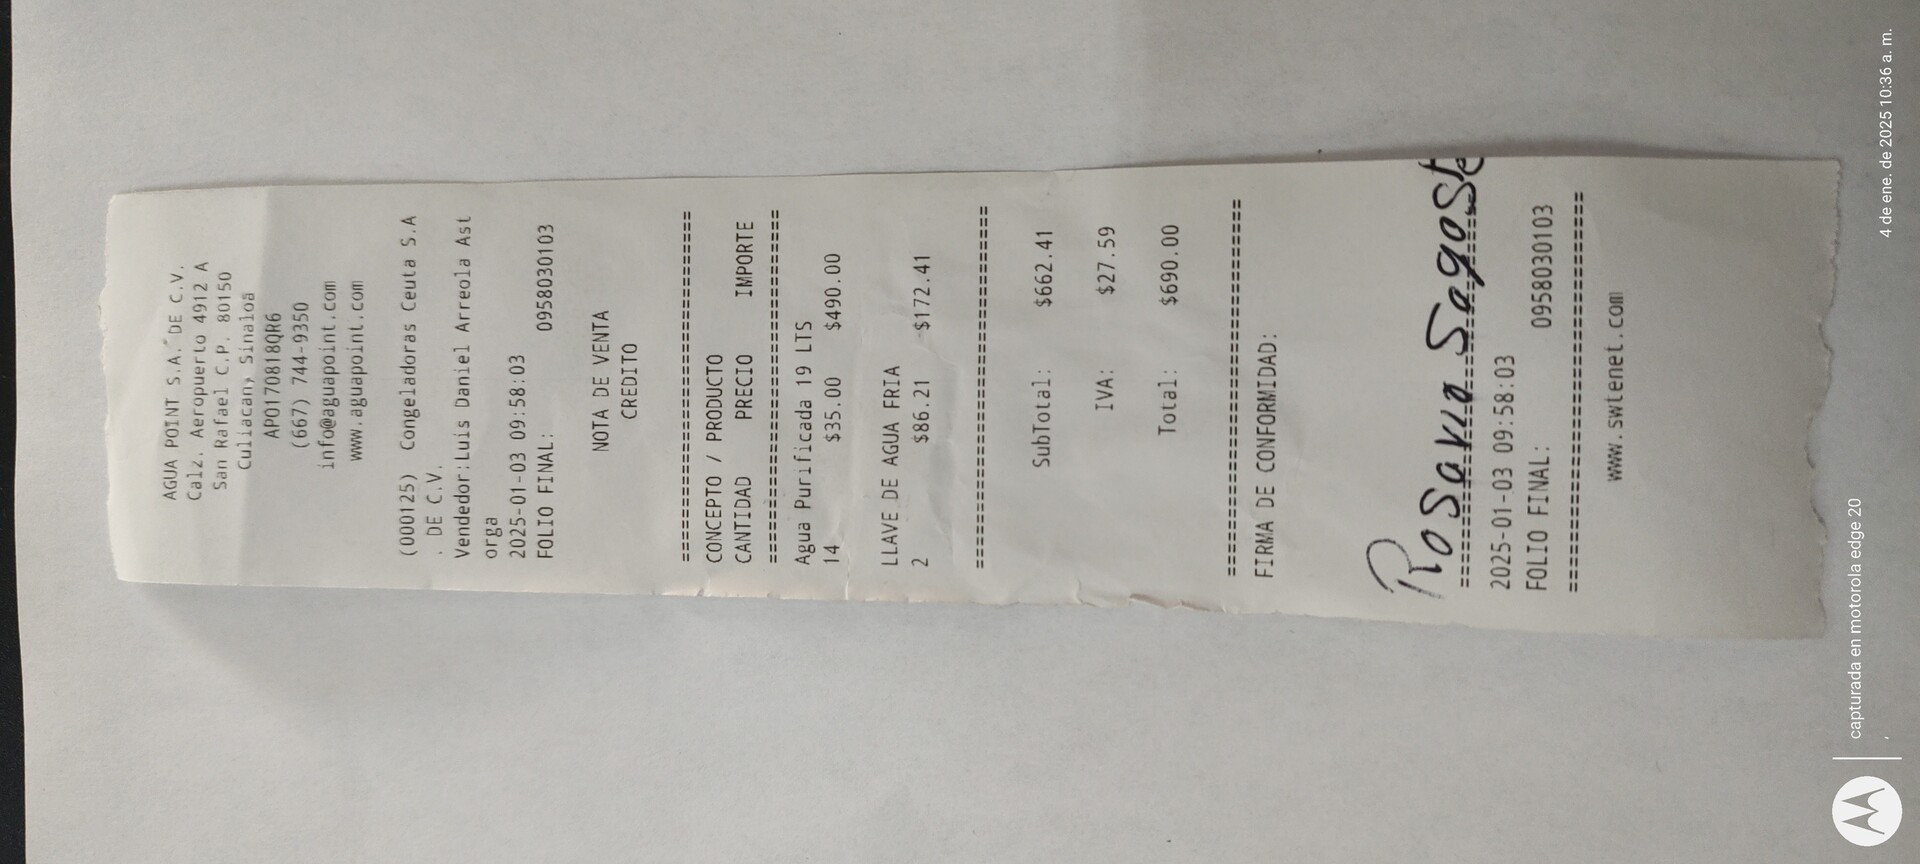 AGUA POINT S.A. DE C.V.
Calz. Aeropuerto 4912 A
San Rafael C.P. 80150
Culiacan, Sinaloa
APO170818QR6
(667) 744-9350
info@aguapoint.com
www.aguapoint.com
(000125) Congeladoras Ceuta S.A
. DE C.V.
Vendedor:Luis Daniel Arreola Ast
orga
2025-01-03 09:58:03
FOLIO FINAL: 0958030103
NOTA DE VENTA
CREDITO
================================
CONCEPTO / PRODUCTO
CANTIDAD PRECIO IMPORTE
================================
Agua Purificada 19 LTS
14 $35.00 $490.00
LLAVE DE AGUA FRIA
2 $86.21 $172.41
================================
SubTotal: $662.41
IVA: $27.59
Total: $690.00
================================
FIRMA DE CONFORMIDAD:
Rosario Sagoste
================================
2025-01-03 09:58:03
FOLIO FINAL: 0958030103
================================
www.swtenet.com
capturada en motorola edge 20
4 de ene. de 2025 10:36 a. m.